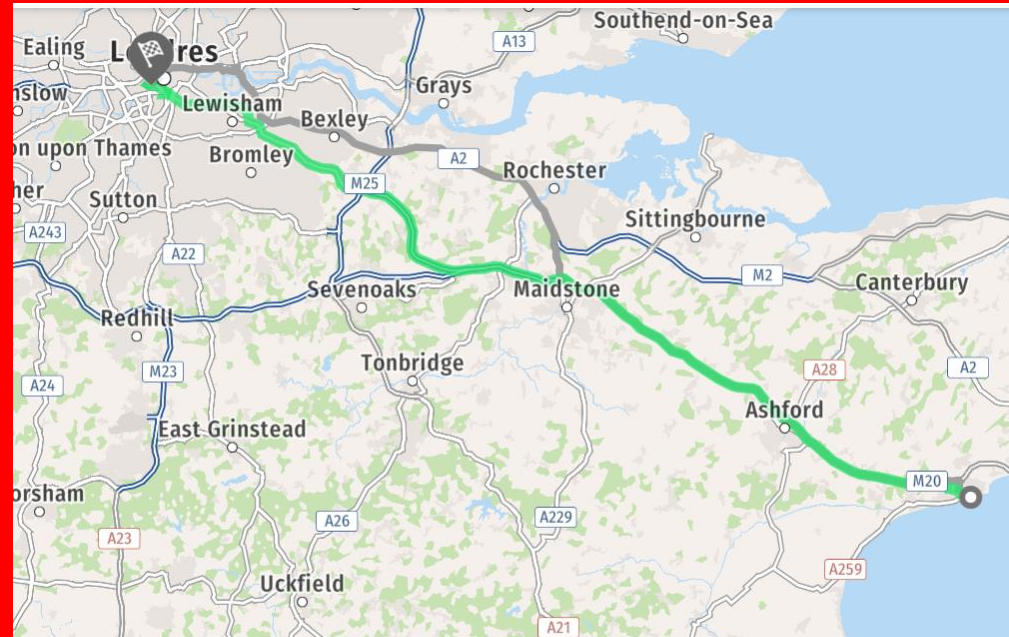 Southend-on-Sea
Ealing
A13
nslow
Grays
Lewisham
Bexley
on upon Thames
Bromley
A2
Rochester
M25
ner
Sutton
Sittingbourne
A243
A22
M2
Canterbury
Sevenoaks
Maidstone
Redhill
Tonbridge
M23
A28
A2
A24
Ashford
East Grinstead
M20
orsham
A26
A229
A23
A259
Uckfield
A21